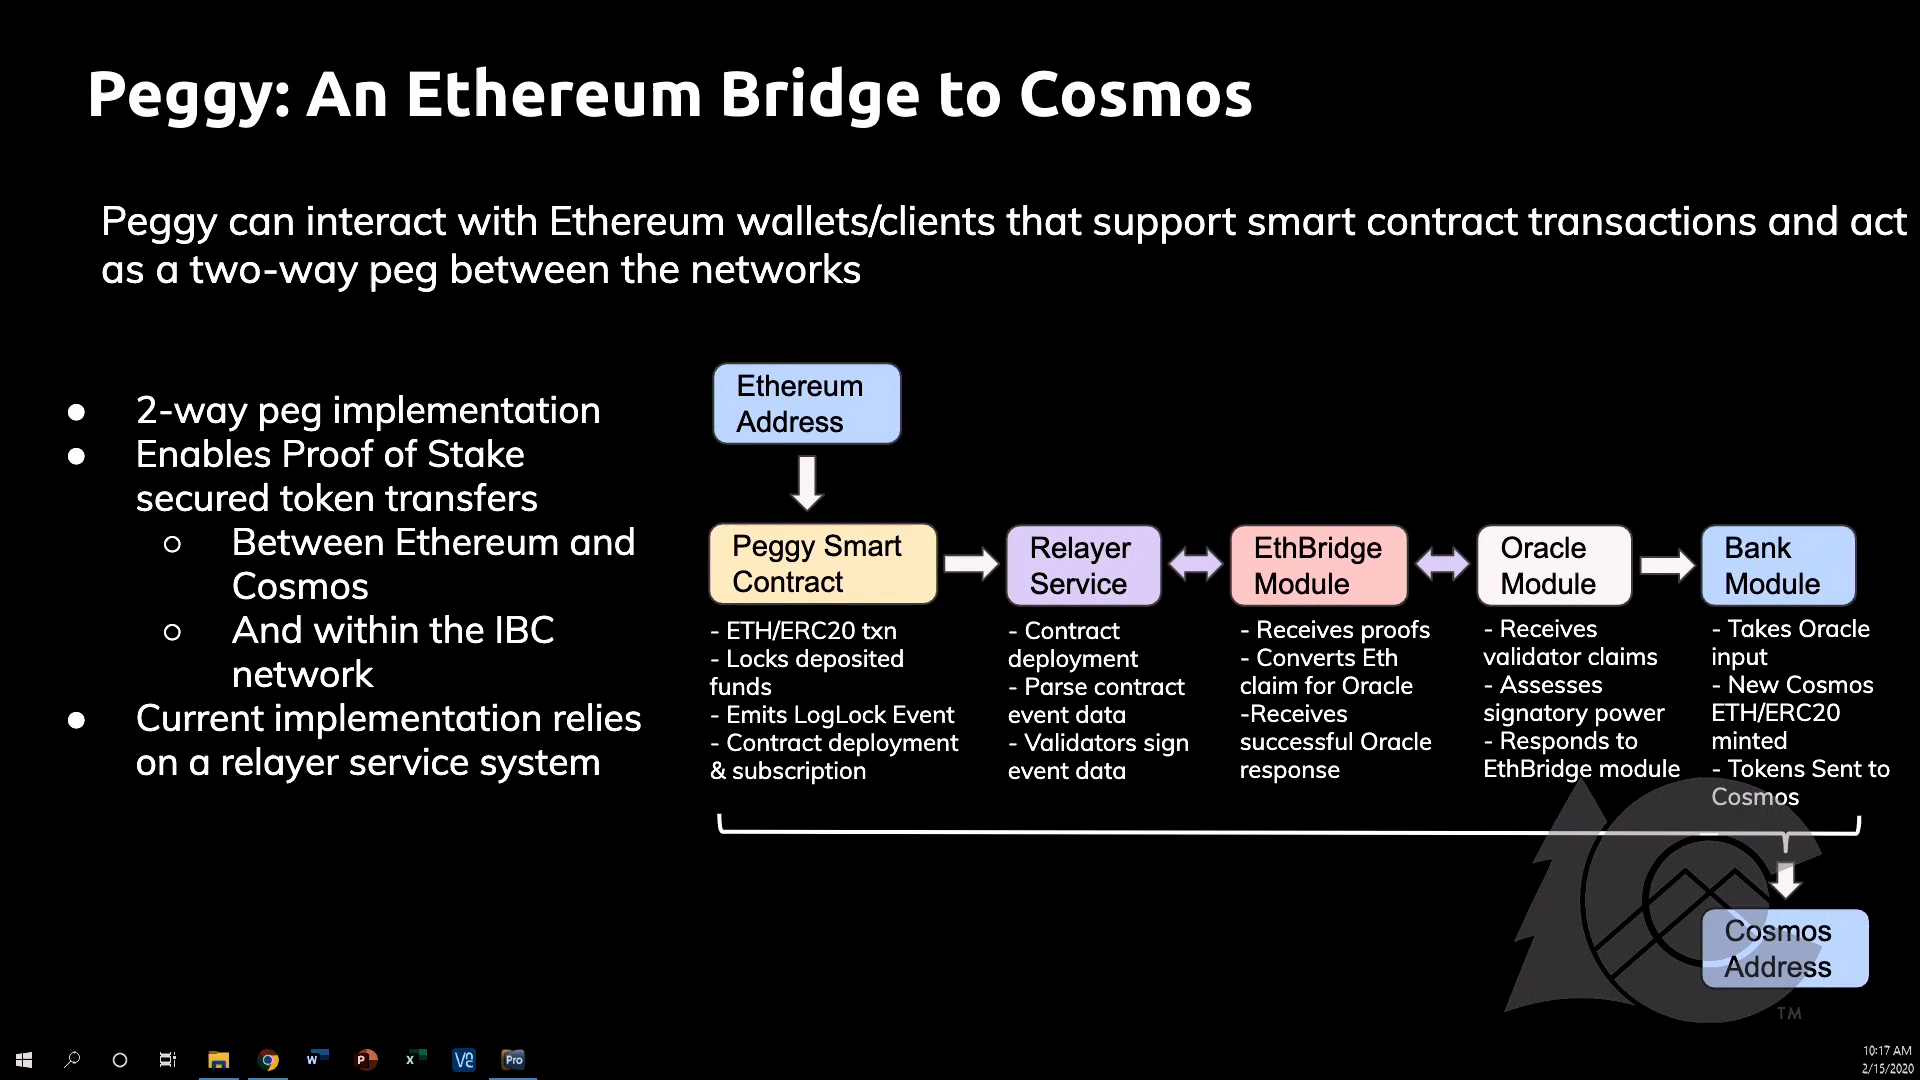 Peggy: An Ethereum Bridge to Cosmos
Peggy can interact with Ethereum wallets/clients that support smart contract transactions and act
as a two-way peg between the networks
● 2-way peg implementation
● Enables Proof of Stake
secured token transfers
○ Between Ethereum and
Cosmos
○ And within the IBC
network
● Current implementation relies
on a relayer service system
Ethereum
Address
Peggy Smart
Contract
- ETH/ERC20 txn
- Locks deposited
funds
- Emits LogLock Event
- Contract deployment
& subscription
Relayer
Service
- Contract
deployment
- Parse contract
event data
- Validators sign
event data
EthBridge
Module
- Receives proofs
- Converts Eth
claim for Oracle
-Receives
successful Oracle
response
Oracle
Module
- Receives
validator claims
- Assesses
signatory power
- Responds to
EthBridge module
Bank
Module
- Takes Oracle
input
- New Cosmos
ETH/ERC20
minted
- Tokens Sent to
Cosmos
Cosmos
Address
TM
Pro
10:17 AM
2/15/2020